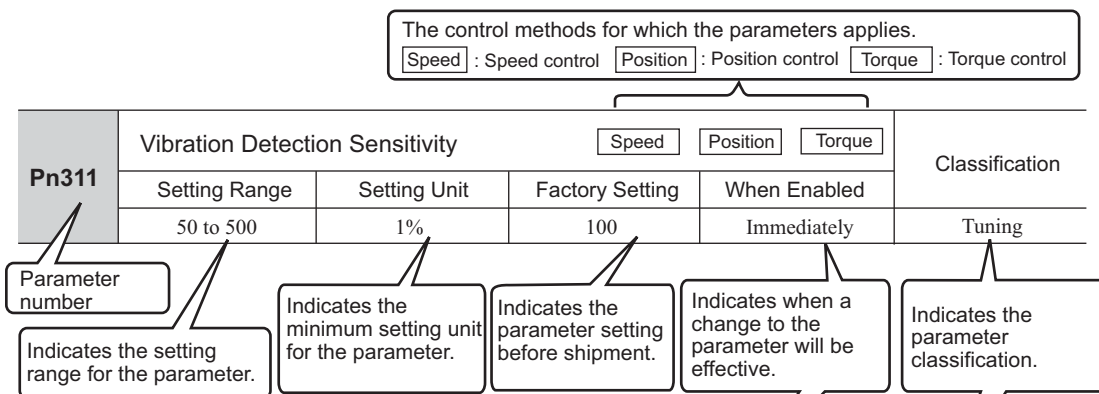 The control methods for which the parameters applies.
Speed : Speed control Position : Position control Torque : Torque control
Pn311
Vibration Detection Sensitivity Speed Position Torque
Classification
Setting Range Setting Unit Factory Setting When Enabled
50 to 500 1% 100 Immediately Tuning
Parameter
number
Indicates the setting
range for the parameter.
Indicates the
minimum setting unit
for the parameter.
Indicates the
parameter setting
before shipment.
Indicates when a
change to the
parameter will be
effective.
Indicates the
parameter
classification.